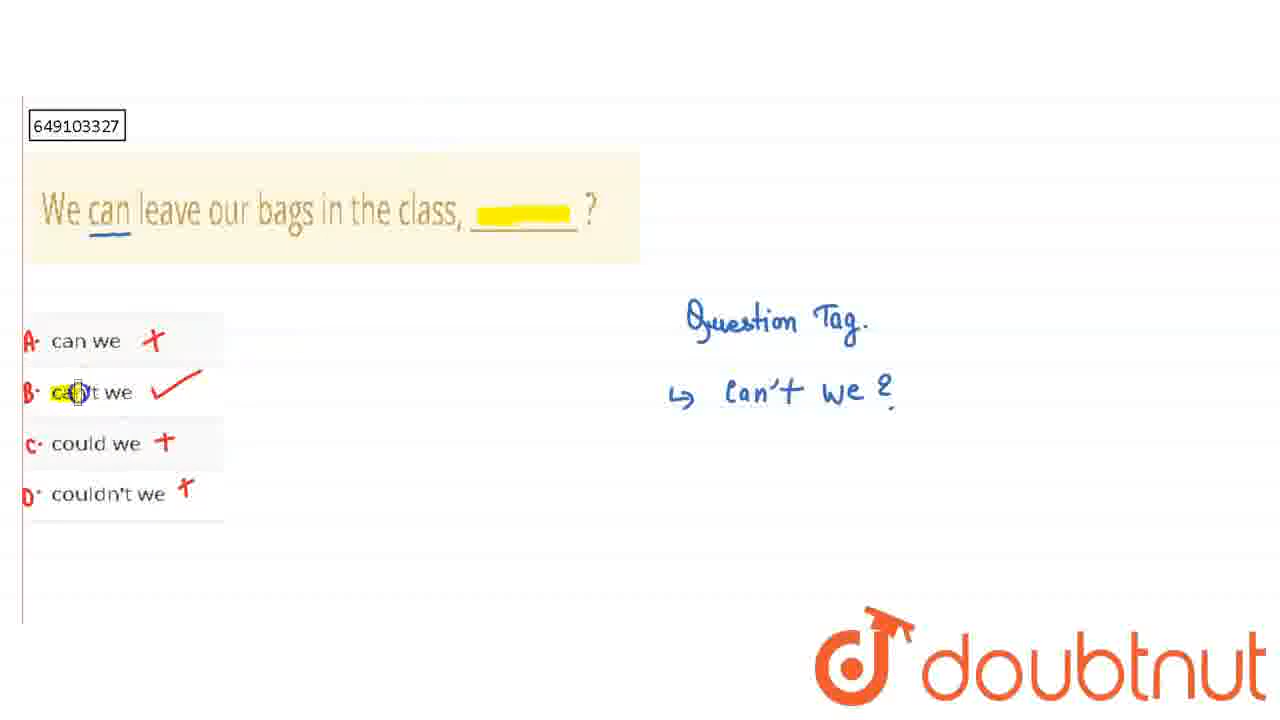 649103327
We can leave our bags in the class, ________ ?
Question Tag.
A. can we ×
B. can't we ✓
↳ Can't we?
C. could we ×
D. couldn't we ×
doubtnut